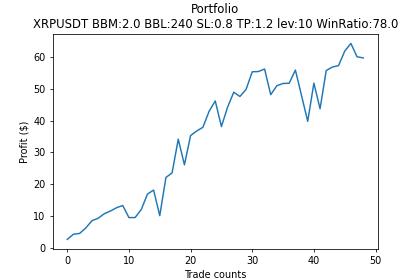 Portfolio
XRPUSDT BBM:2.0 BBL:240 SL:0.8 TP:1.2 lev:10 WinRatio:78.0
60
50
40
30
20
10
0
Profit ($)
0 10 20 30 40 50
Trade counts